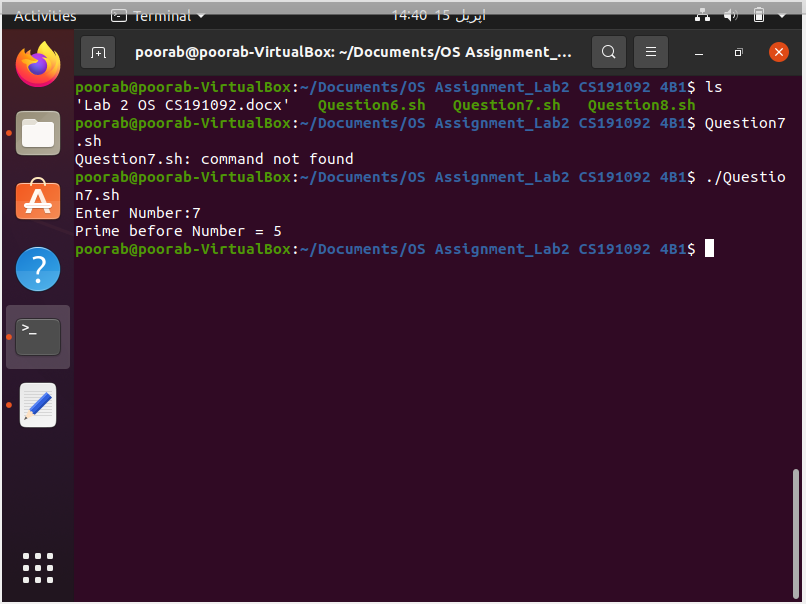 Activities Terminal 14:40 15 اپریل
poorab@poorab-VirtualBox: ~/Documents/OS Assignment_...
poorab@poorab-VirtualBox:~/Documents/OS Assignment_Lab2 CS191092 4B1$ ls
'Lab 2 OS CS191092.docx' Question6.sh Question7.sh Question8.sh
poorab@poorab-VirtualBox:~/Documents/OS Assignment_Lab2 CS191092 4B1$ Question7
.sh
Question7.sh: command not found
poorab@poorab-VirtualBox:~/Documents/OS Assignment_Lab2 CS191092 4B1$ ./Questio
n7.sh
Enter Number:7
Prime before Number = 5
poorab@poorab-VirtualBox:~/Documents/OS Assignment_Lab2 CS191092 4B1$